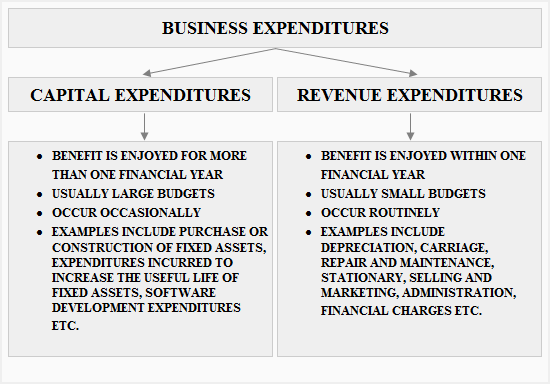 BUSINESS EXPENDITURES
CAPITAL EXPENDITURES
REVENUE EXPENDITURES
• BENEFIT IS ENJOYED FOR MORE
THAN ONE FINANCIAL YEAR
• USUALLY LARGE BUDGETS
• OCCUR OCCASIONALLY
• EXAMPLES INCLUDE PURCHASE OR
CONSTRUCTION OF FIXED ASSETS,
EXPENDITURES INCURRED TO
INCREASE THE USEFUL LIFE OF
FIXED ASSETS, SOFTWARE
DEVELOPMENT EXPENDITURES
ETC.
• BENEFIT IS ENJOYED WITHIN ONE
FINANCIAL YEAR
• USUALLY SMALL BUDGETS
• OCCUR ROUTINELY
• EXAMPLES INCLUDE
DEPRECIATION, CARRIAGE,
REPAIR AND MAINTENANCE,
STATIONARY, SELLING AND
MARKETING, ADMINISTRATION,
FINANCIAL CHARGES ETC.